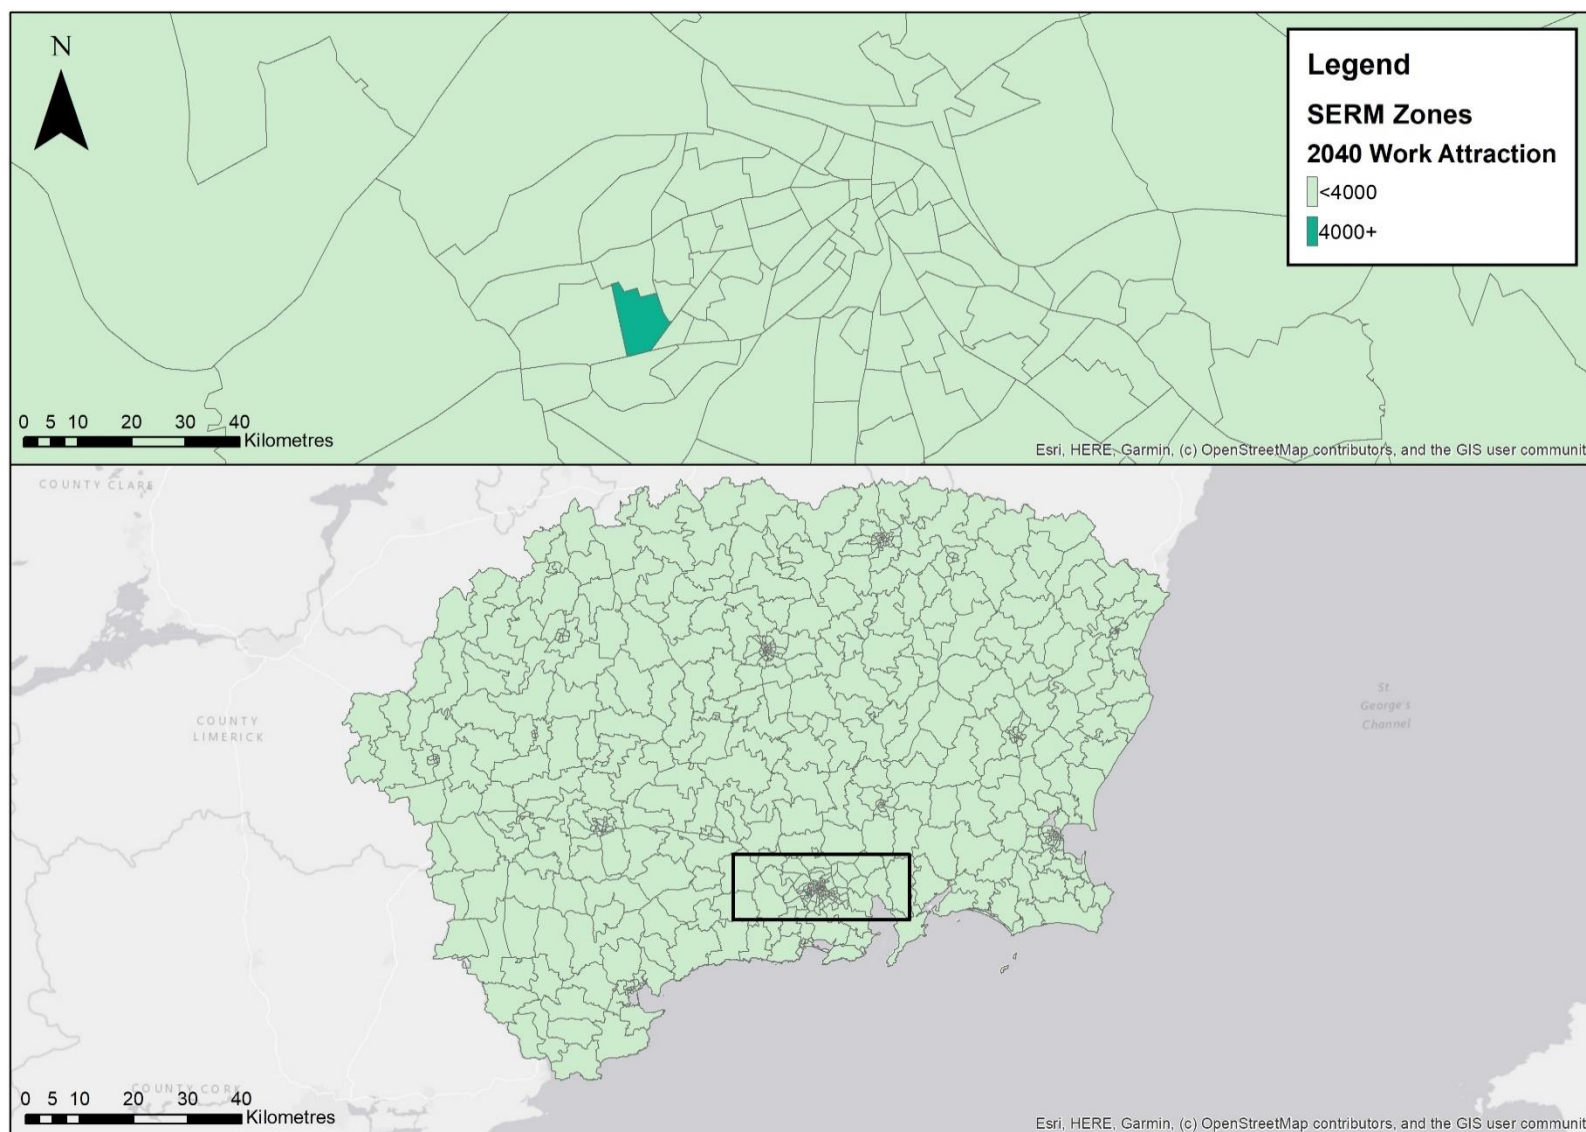 N
Legend
SERM Zones
2040 Work Attraction
<4000
4000+
0 5 10 20 30 40
Kilometres
Esri, HERE, Garmin, (c) OpenStreetMap contributors, and the GIS user communit
COUNTY CLARE
COUNTY
LIMERICK
St
George's
Channel
COUNTY CORK
0 5 10 20 30 40
Kilometres
Esri, HERE, Garmin, (c) OpenStreetMap contributors, and the GIS user communit